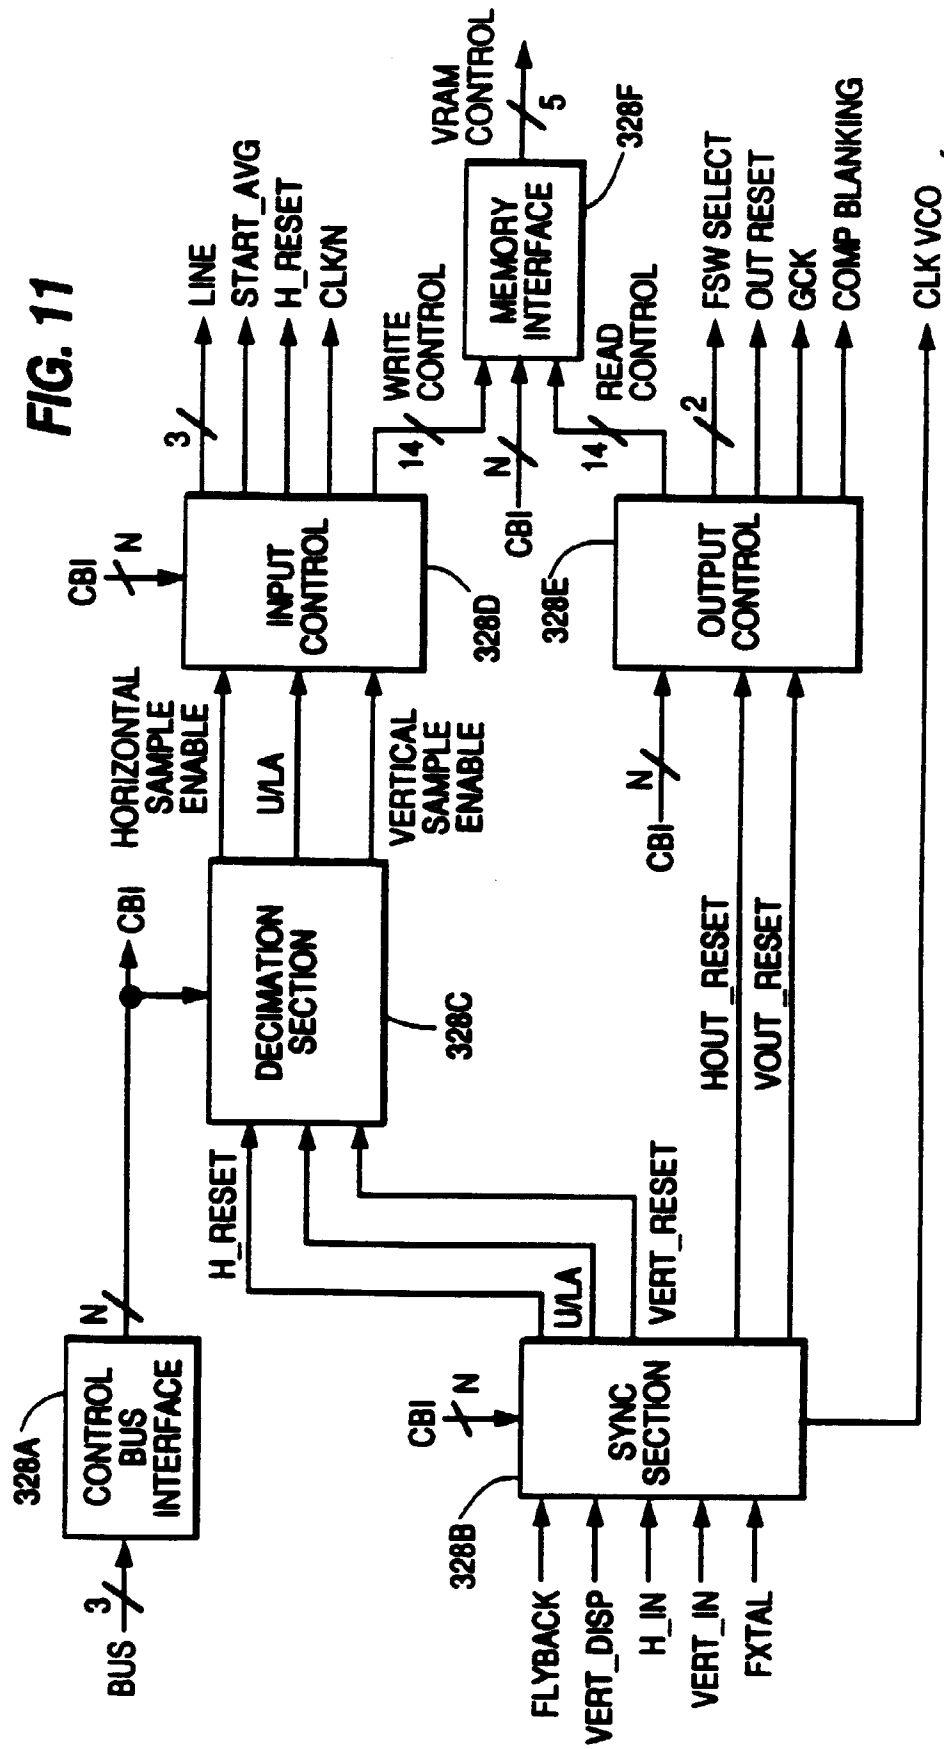 FIG. 11
BUS
3
328A
CONTROL
BUS
INTERFACE
N
CBI
HORIZONTAL
SAMPLE
ENABLE
U/LA
VERTICAL
SAMPLE
ENABLE
DECIMATION
SECTION
328C
H_RESET
U/LA
VERT_RESET
CBI
N
INPUT
CONTROL
328D
3
LINE
START_AVG
H_RESET
CLK/N
14
WRITE
CONTROL
CBI
N
14
READ
CONTROL
MEMORY
INTERFACE
328F
VRAM
CONTROL
5
FLYBACK
VERT_DISP
H_IN
VERT_IN
FXTAL
328B
CBI
N
SYNC
SECTION
HOUT_RESET
VOUT_RESET
CBI
N
328E
OUTPUT
CONTROL
2
FSW SELECT
OUT RESET
GCK
COMP BLANKING
CLK VCO